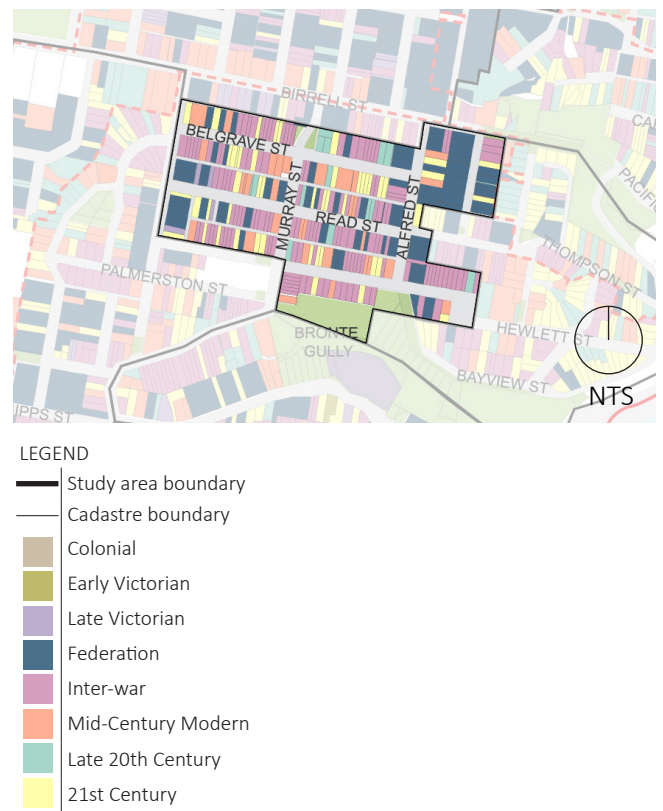 BIRRELL ST
BELGRAVE ST
MURRAY ST
READ ST
ALFRED ST
PACIFIC
THOMPSON ST
PALMERSTON ST
HEWLETT ST
BRONTE
GULLY
BAYVIEW ST
NTS
LEGEND
Study area boundary
Cadastre boundary
Colonial
Early Victorian
Late Victorian
Federation
Inter-war
Mid-Century Modern
Late 20th Century
21st Century